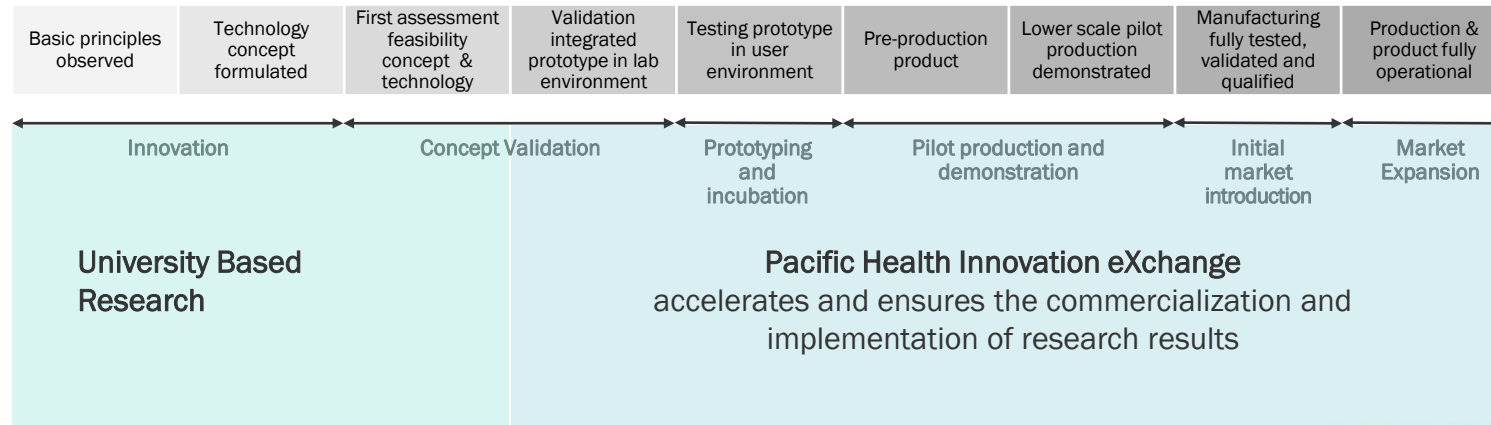 Basic principles
observed
Technology
concept
formulated
First assessment
feasibility
concept &
technology
Validation
integrated
prototype in lab
environment
Testing prototype
in user
environment
Pre-production
product
Lower scale pilot
production
demonstrated
Manufacturing
fully tested,
validated and
qualified
Production &
product fully
operational
Innovation
Concept Validation
Prototyping
and
incubation
Pilot production and
demonstration
Initial
market
introduction
Market
Expansion
University Based
Research
Pacific Health Innovation eXchange
accelerates and ensures the commercialization and
implementation of research results